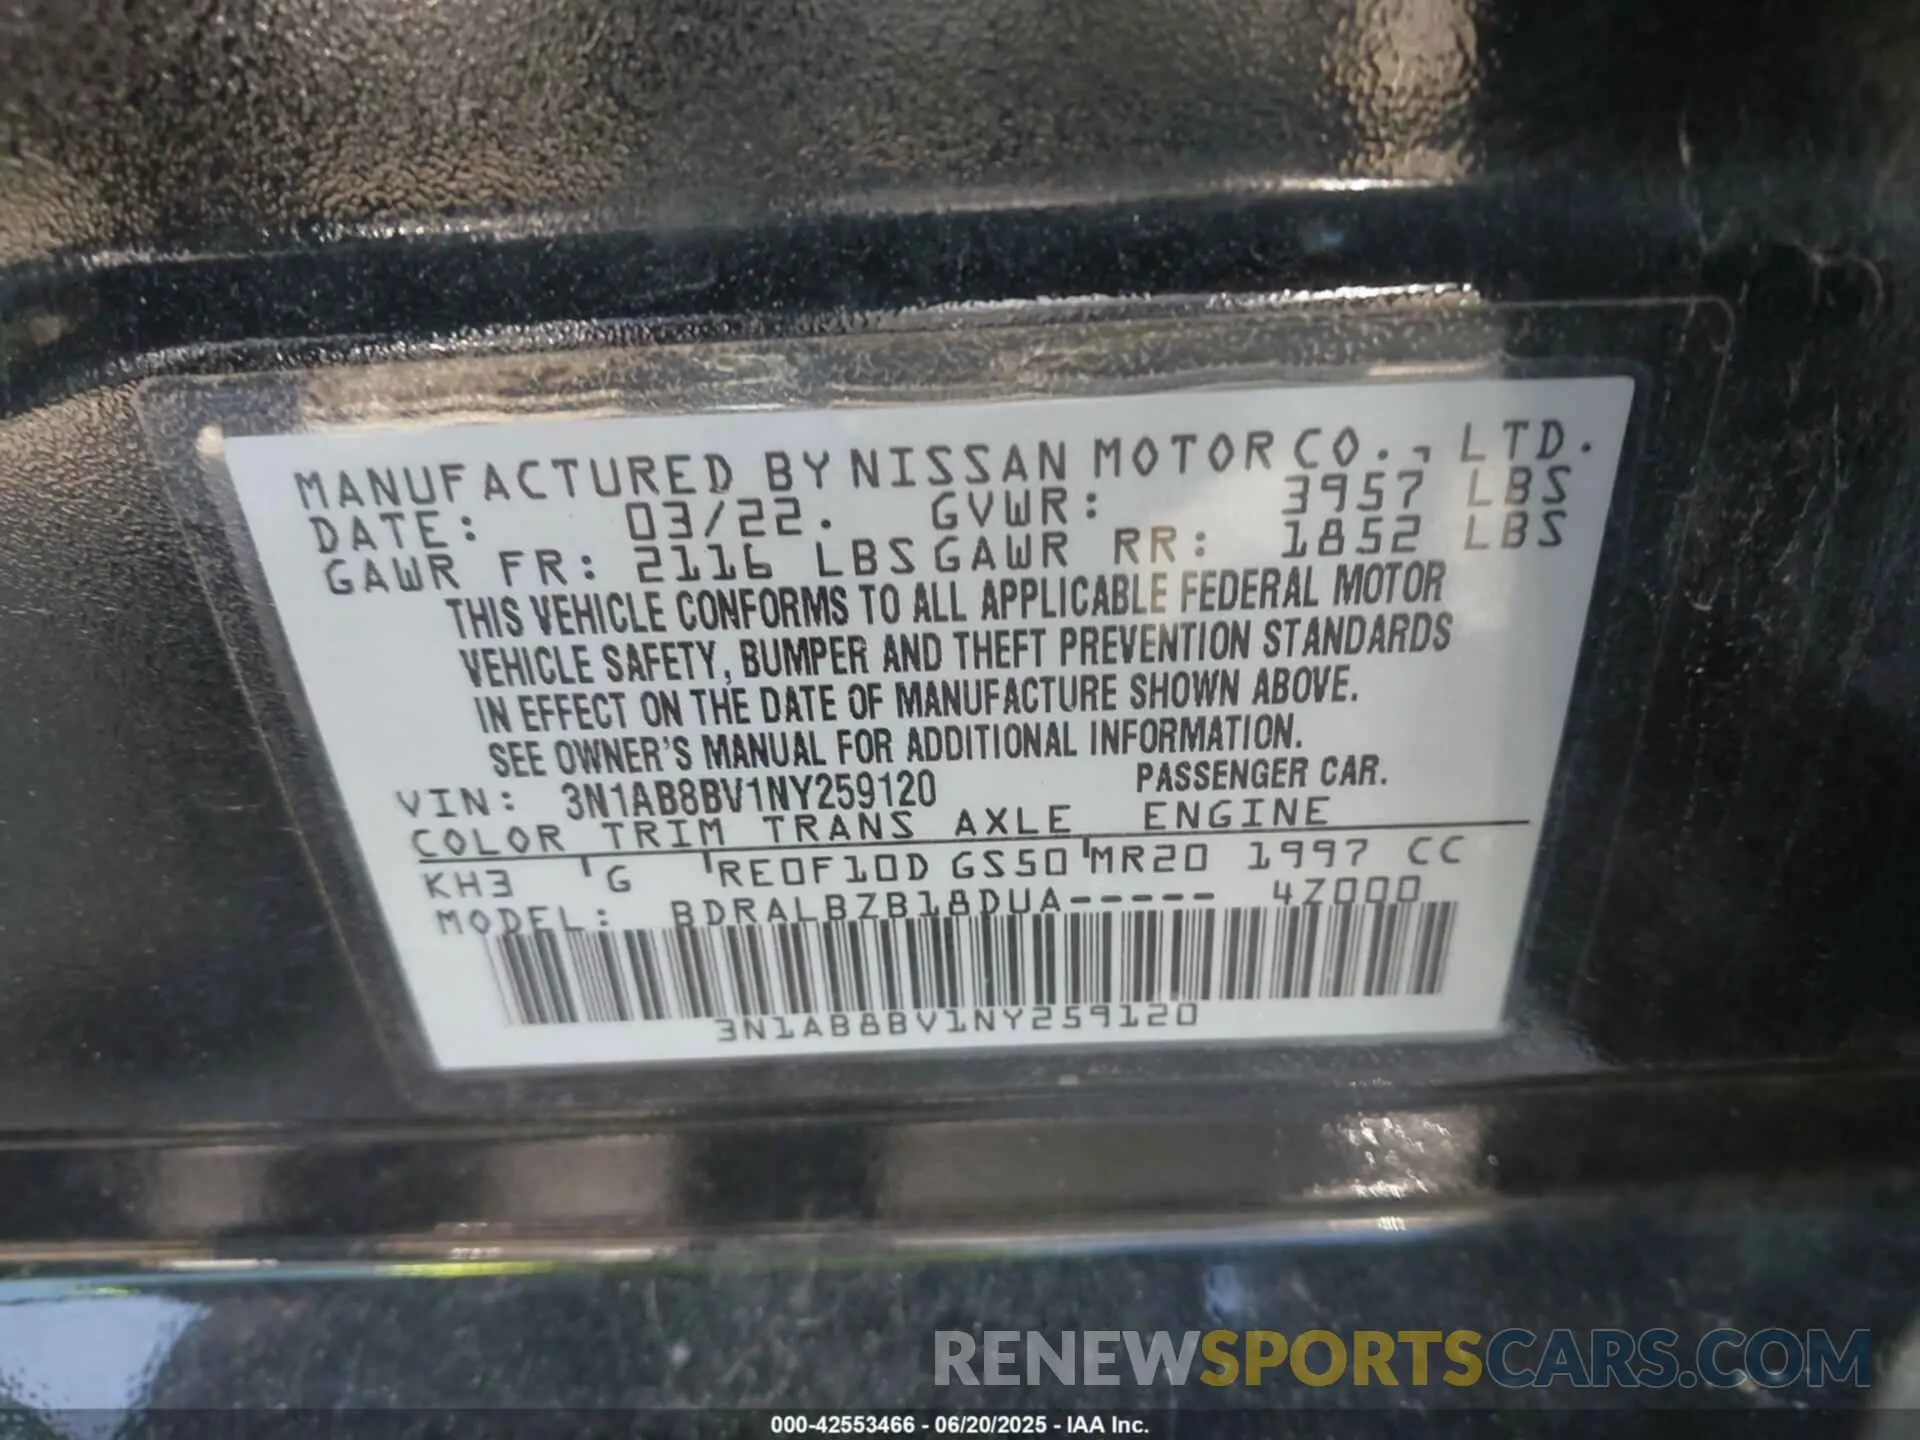 MANUFACTURED BY NISSAN MOTOR CO., LTD.
DATE: 03/22. GVWR: 3957 LBS
GAWR FR: 2116 LBS GAWR RR: 1852 LBS
THIS VEHICLE CONFORMS TO ALL APPLICABLE FEDERAL MOTOR
VEHICLE SAFETY, BUMPER AND THEFT PREVENTION STANDARDS
IN EFFECT ON THE DATE OF MANUFACTURE SHOWN ABOVE.
SEE OWNER'S MANUAL FOR ADDITIONAL INFORMATION.
VIN: 3N1AB8BV1NY259120 PASSENGER CAR.
COLOR TRIM TRANS AXLE ENGINE
KH3 G RE0F10D GS50 MR20 1997 CC
MODEL: BDRALBZB18DUA----- 4Z000
3N1AB8BV1NY259120
RENEWSPORTSCARS.COM
000-42553466 - 06/20/2025 - IAA Inc.